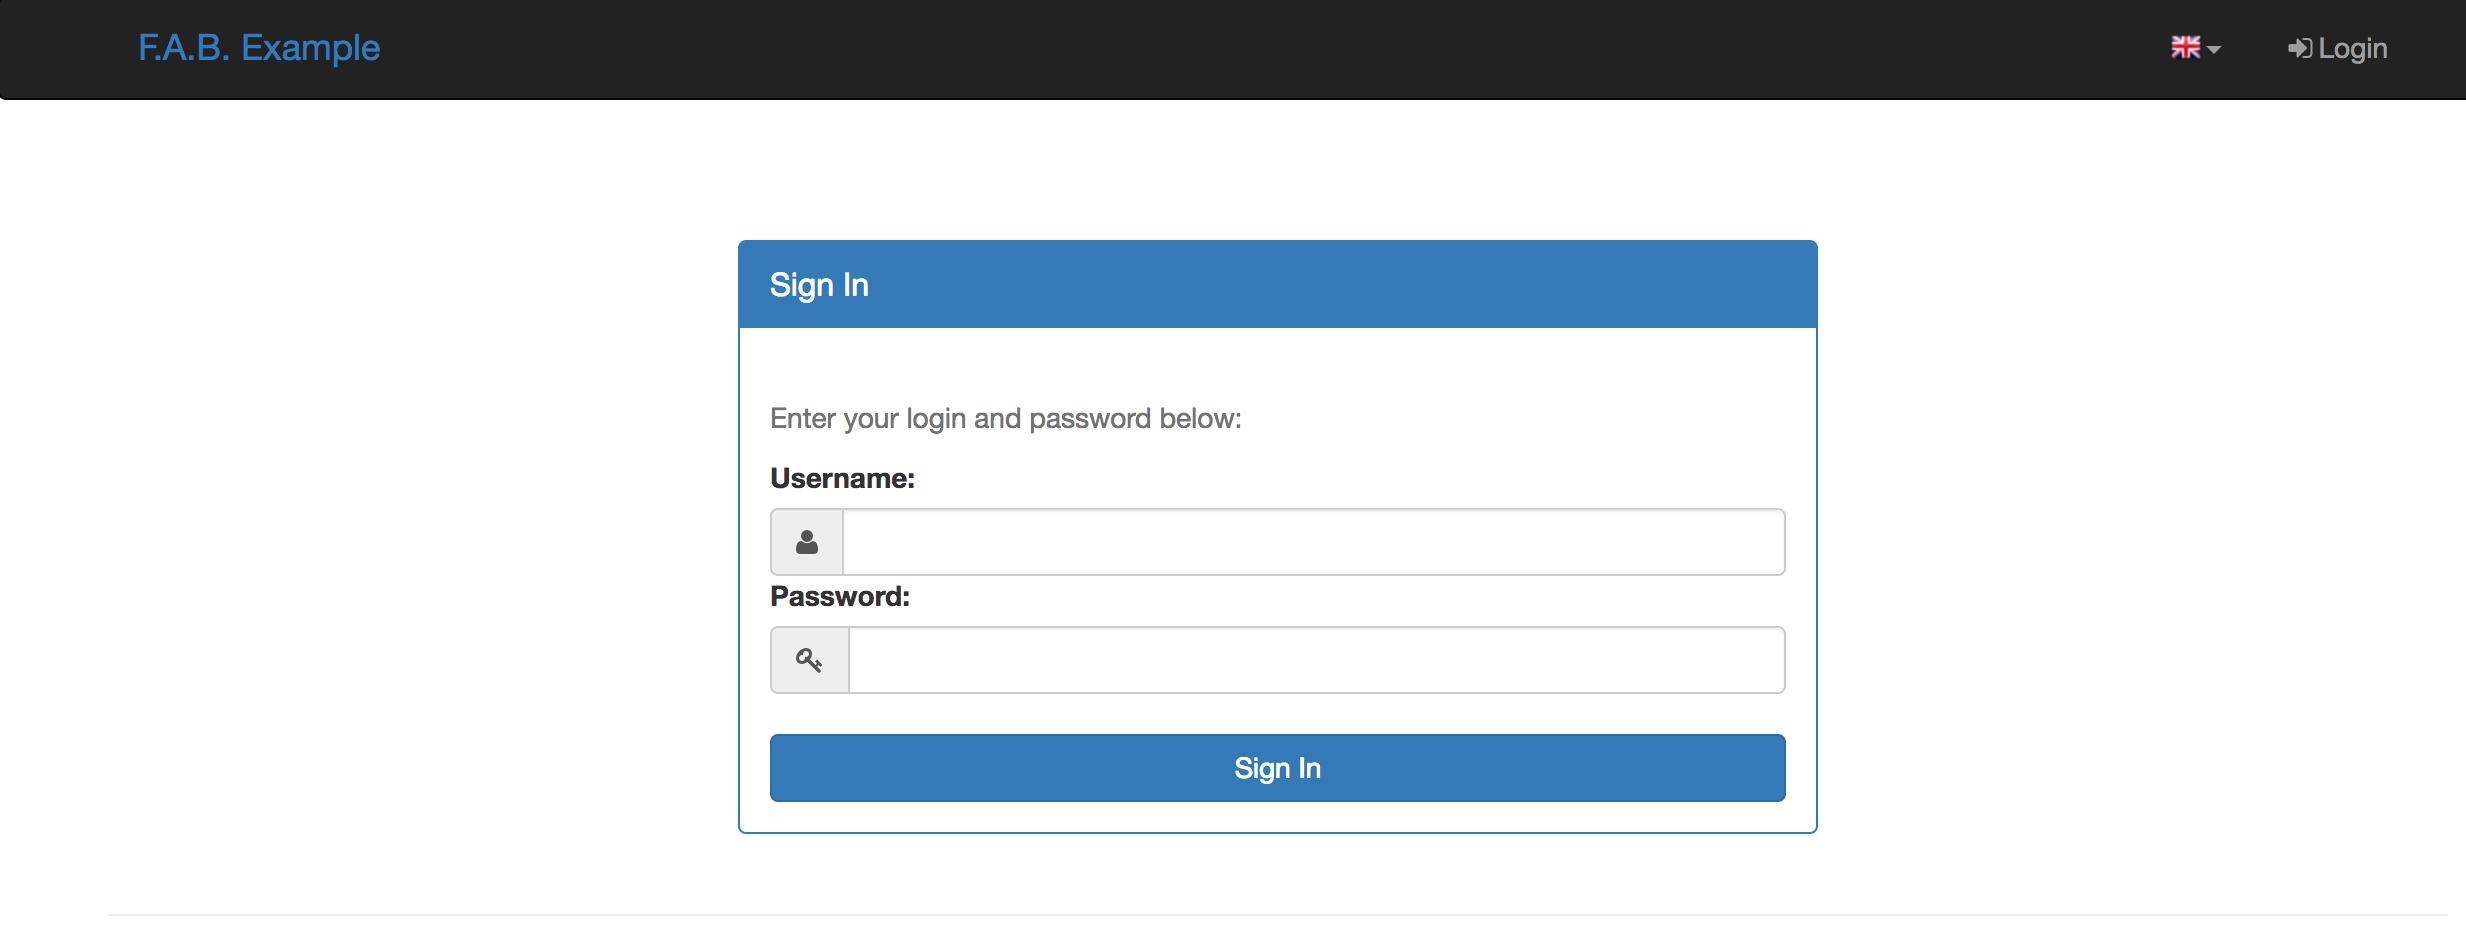 F.A.B. Example
Login
Sign In
Enter your login and password below:
Username:
Password:
Sign In